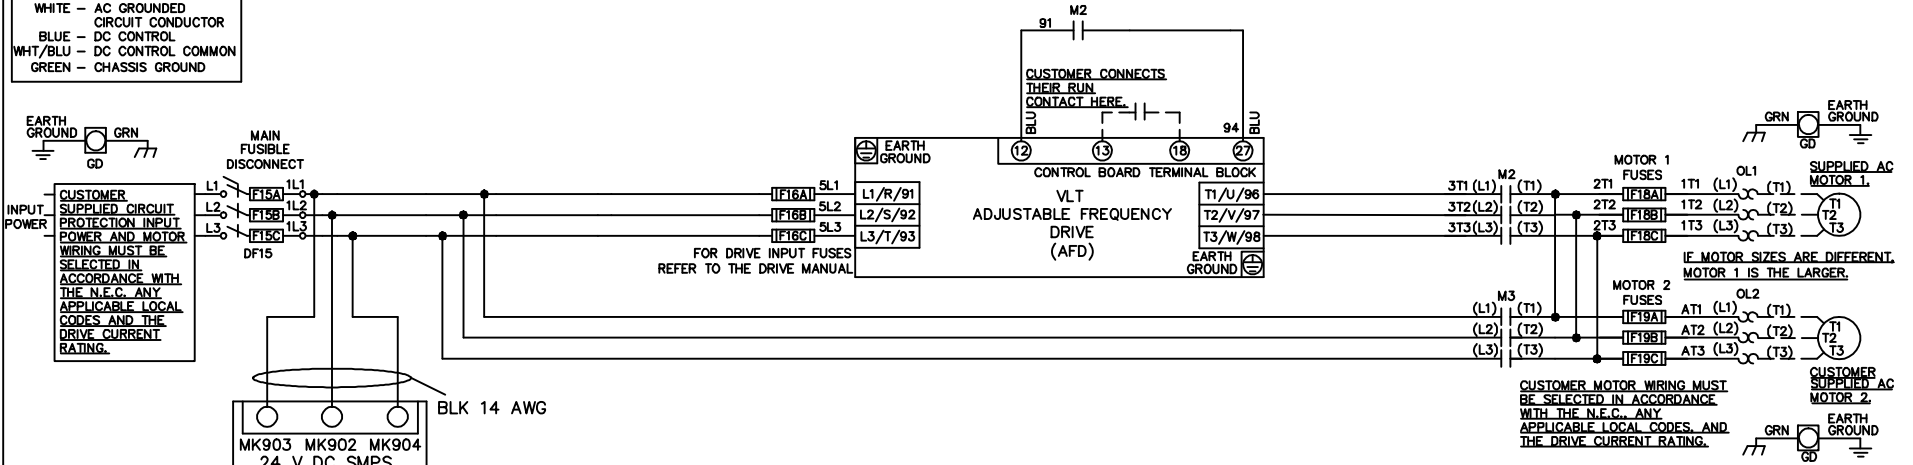 WHITE – AC GROUNDED
CIRCUIT CONDUCTOR
BLUE – DC CONTROL
WHT/BLU – DC CONTROL COMMON
GREEN – CHASSIS GROUND
EARTH
GROUND
GRN
GD
MAIN
FUSIBLE
DISCONNECT
INPUT
POWER
CUSTOMER
SUPPLIED CIRCUIT
PROTECTION INPUT
POWER AND MOTOR
WIRING MUST BE
SELECTED IN
ACCORDANCE WITH
THE N.E.C. ANY
APPLICABLE LOCAL
CODES AND THE
DRIVE CURRENT
RATING.
L1 F15A 1L1
L2 F15B 1L2
L3 F15C 1L3
DF15
BLK 14 AWG
MK903 MK902 MK904
24 V DC SMPS
F16A 5L1
F16B 5L2
F16C 5L3
FOR DRIVE INPUT FUSES
REFER TO THE DRIVE MANUAL
M2
91
CUSTOMER CONNECTS
THEIR RUN
CONTACT HERE.
BLU
94
BLU
12 13 18 27
CONTROL BOARD TERMINAL BLOCK
EARTH
GROUND
L1/R/91
L2/S/92
L3/T/93
VLT
ADJUSTABLE FREQUENCY
DRIVE
(AFD)
T1/U/96
T2/V/97
T3/W/98
EARTH
GROUND
M2
3T1 (L1) (T1)
3T2(L2) (T2)
3T3(L3) (T3)
M3
(L1) (T1)
(L2) (T2)
(L3) (T3)
MOTOR 1
FUSES
2T1 F18A 1T1 (L1) (T1)
2T2 F18B 1T2 (L2) (T2)
2T3 F18C 1T3 (L3) (T3)
OL1
GRN
EARTH
GROUND
GD
SUPPLIED AC
MOTOR 1.
T1
T2
T3
IF MOTOR SIZES ARE DIFFERENT,
MOTOR 1 IS THE LARGER.
MOTOR 2
FUSES
OL2
F19A AT1 (L1) (T1)
F19B AT2 (L2) (T2)
F19C AT3 (L3) (T3)
T1
T2
T3
CUSTOMER
SUPPLIED AC
MOTOR 2.
CUSTOMER MOTOR WIRING MUST
BE SELECTED IN ACCORDANCE
WITH THE N.E.C., ANY
APPLICABLE LOCAL CODES, AND
THE DRIVE CURRENT RATING.
GRN
EARTH
GROUND
GD